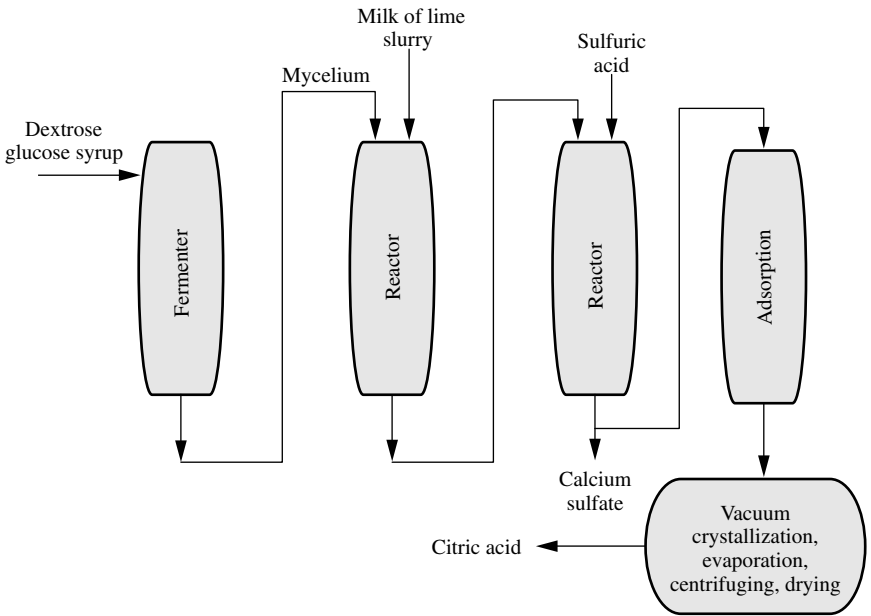 Milk of lime
slurry
Sulfuric
acid
Mycelium
Dextrose
glucose syrup
Fermenter
Reactor
Reactor
Adsorption
Calcium
sulfate
Citric acid
Vacuum
crystallization,
evaporation,
centrifuging, drying